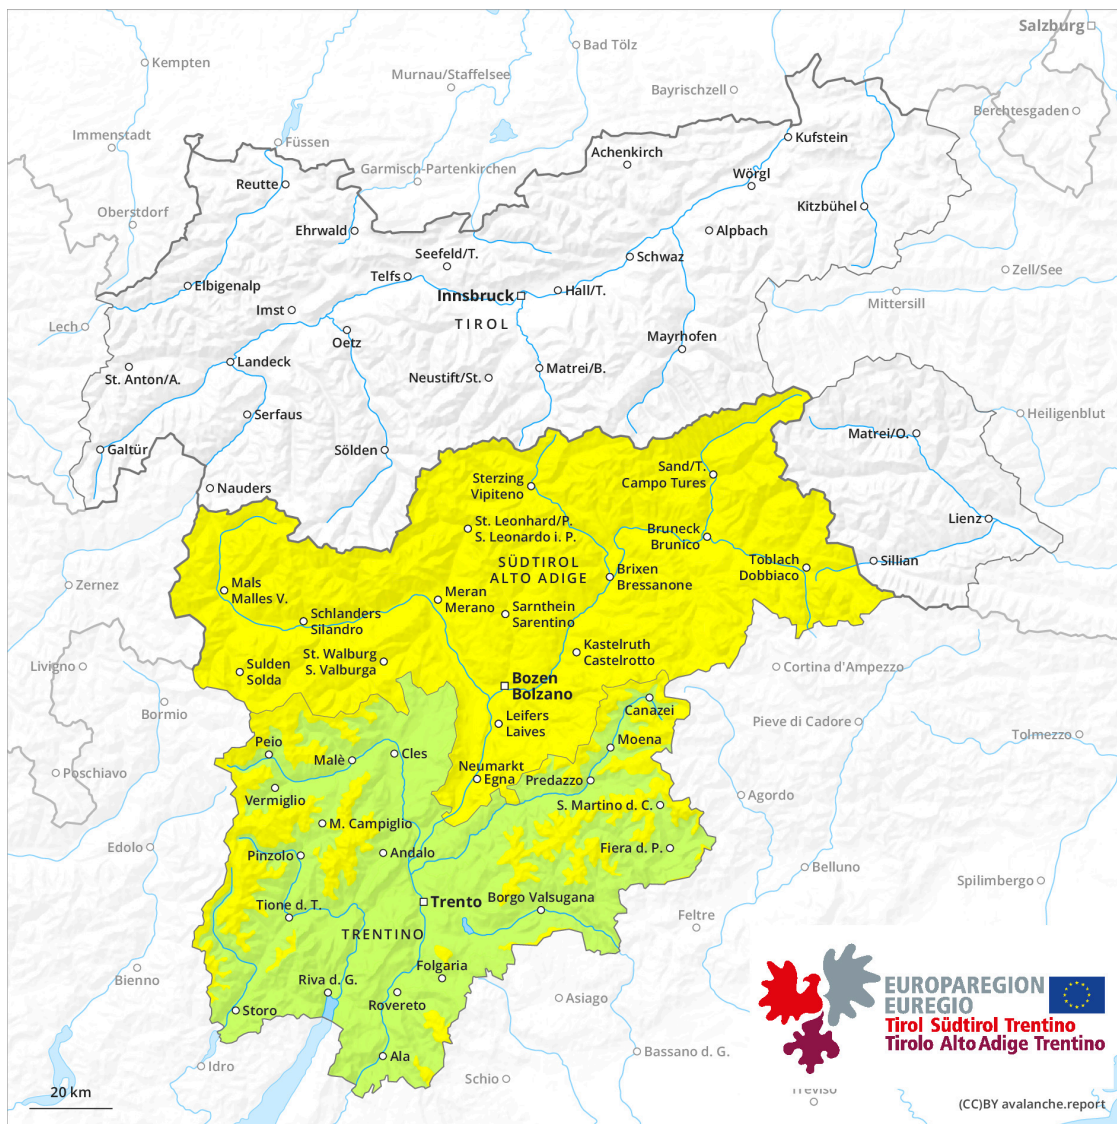 Salzburg
Bad Tölz
Kempten
Murnau/Staffelsee
Bayrischzell
Berchtesgaden
Immenstadt
Füssen
Kufstein
Achenkirch
Garmisch-Partenkirchen
Wörgl
Reutte
Kitzbühel
Oberstdorf
Ehrwald
Alpbach
Seefeld/T.
Schwaz
Telfs
Zell/See
Elbigenalp
Innsbruck
Hall/T.
Mittersill
Imst
TIROL
Lech
Oetz
Mayrhofen
Landeck
Matrei/B.
St. Anton/A.
Neustift/St.
Serfaus
Heiligenblut
Matrei/O.
Galtür
Sölden
Sand/T.
Campo Tures
Sterzing
Vipiteno
Nauders
St. Leonhard/P.
S. Leonardo i. P.
Bruneck
Brunico
Lienz
SÜDTIROL
ALTO ADIGE
Toblach
Dobbiaco
Sillian
Brixen
Bressanone
Zernez
Mals
Malles V.
Meran
Merano
Schlanders
Silandro
Sarnthein
Sarentino
Kastelruth
Castelrotto
St. Walburg
S. Valburga
Livigno
Sulden
Solda
Cortina d'Ampezzo
Bozen
Bolzano
Bormio
Canazei
Leifers
Laives
Pieve di Cadore
Tolmezzo
Peio
Moena
Malè
Cles
Poschiavo
Neumarkt
Egna
Predazzo
Vermiglio
Agordo
S. Martino d. C.
M. Campiglio
Edolo
Pinzolo
Andalo
Fiera d. P.
Belluno
Spilimbergo
Tione d. T.
Trento
Borgo Valsugana
Feltre
TRENTINO
Folgaria
Bienno
Riva d. G.
Rovereto
Asiago
Storo
EUROPAREGION
EUREGIO
Tirol Südtirol Trentino
Tirolo Alto Adige Trentino
Ala
Bassano d. G.
Idro
Schio
Treviso
20 km
(CC)BY avalanche.report